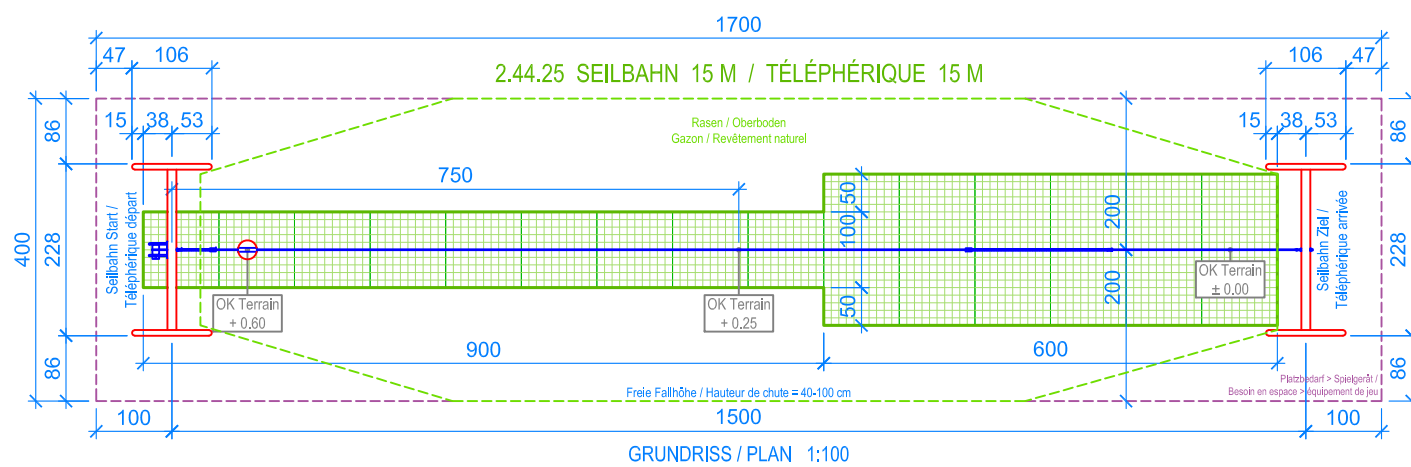 1700
47
106
106
47
2.44.25 SEILBAHN 15 M / TÉLÉPHÉRIQUE 15 M
15
38
53
15
38
53
86
86
Rasen / Oberboden
Gazon / Revêtement naturel
750
50
100
50
200
200
400
228
228
Seilbahn Start /
Téléphérique départ
Seilbahn Ziel /
Téléphérique arrivée
OK Terrain
+ 0.60
OK Terrain
+ 0.25
OK Terrain
± 0.00
900
600
86
86
Freie Fallhöhe / Hauteur de chute = 40-100 cm
Platzbedarf > Spielgerät /
Besoin en espace > équipement de jeu
100
1500
100
GRUNDRISS / PLAN 1:100